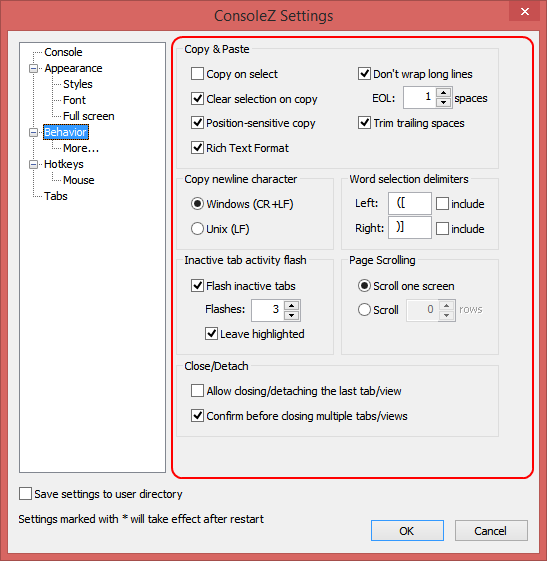 ConsoleZ Settings
Console
Appearance
Styles
Font
Full screen
Behavior
More...
Hotkeys
Mouse
Tabs
Copy & Paste
Copy on select
Don't wrap long lines
Clear selection on copy
EOL: 1 spaces
Position-sensitive copy
Trim trailing spaces
Rich Text Format
Copy newline character
Windows (CR+LF)
Unix (LF)
Word selection delimiters
Left: ([ include
Right: )] include
Inactive tab activity flash
Flash inactive tabs
Flashes: 3
Leave highlighted
Page Scrolling
Scroll one screen
Scroll 0 rows
Close/Detach
Allow closing/detaching the last tab/view
Confirm before closing multiple tabs/views
Save settings to user directory
Settings marked with * will take effect after restart
OK
Cancel